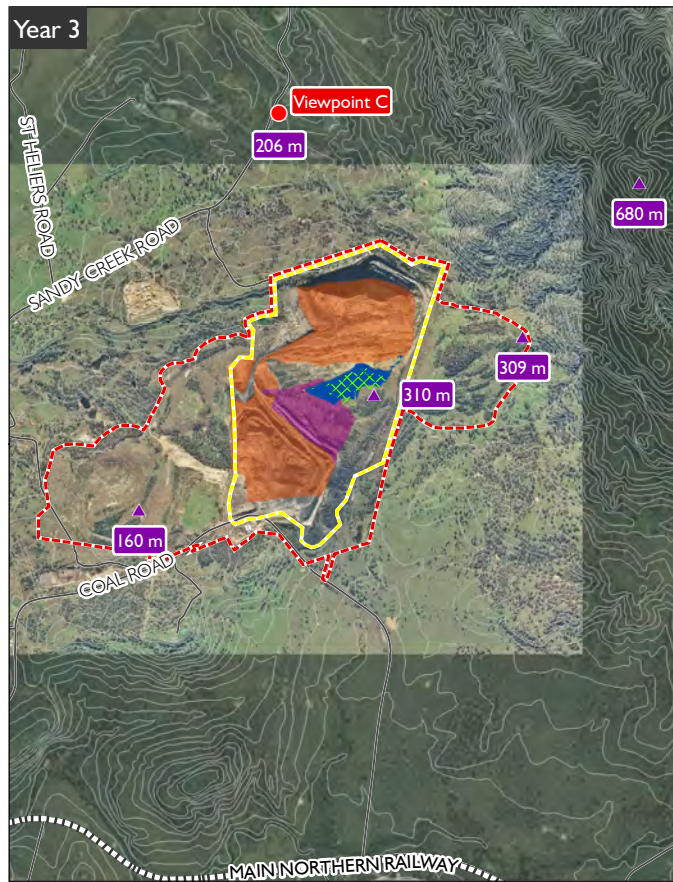 Year 3
Viewpoint C
206 m
ST HELIERS ROAD
680 m
SANDY CREEK ROAD
309 m
310 m
160 m
COAL ROAD
MAIN NORTHERN RAILWAY